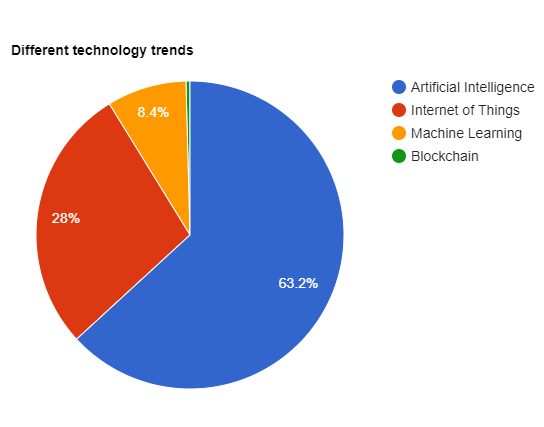 Different technology trends
Artificial Intelligence
Internet of Things
Machine Learning
Blockchain
8.4%
28%
63.2%